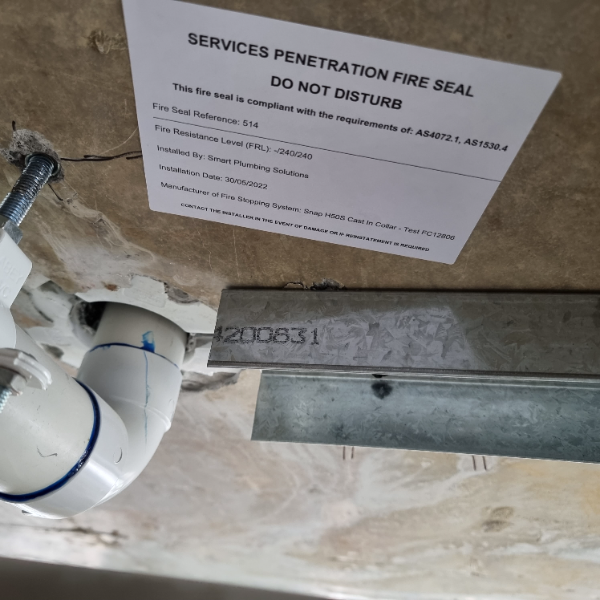 SERVICES PENETRATION FIRE SEAL
DO NOT DISTURB
This fire seal is compliant with the requirements of: AS4072.1, AS1530.4
Fire Seal Reference: 514
Fire Resistance Level (FRL): -/240/240
Installed By: Smart Plumbing Solutions
Installation Date: 30/05/2022
Manufacturer of Fire Stopping System: Snap H50S Cast In Collar - Test FC12808
CONTACT THE INSTALLER IN THE EVENT OF DAMAGE OR IF REINSTATEMENT IS REQUIRED
4200831